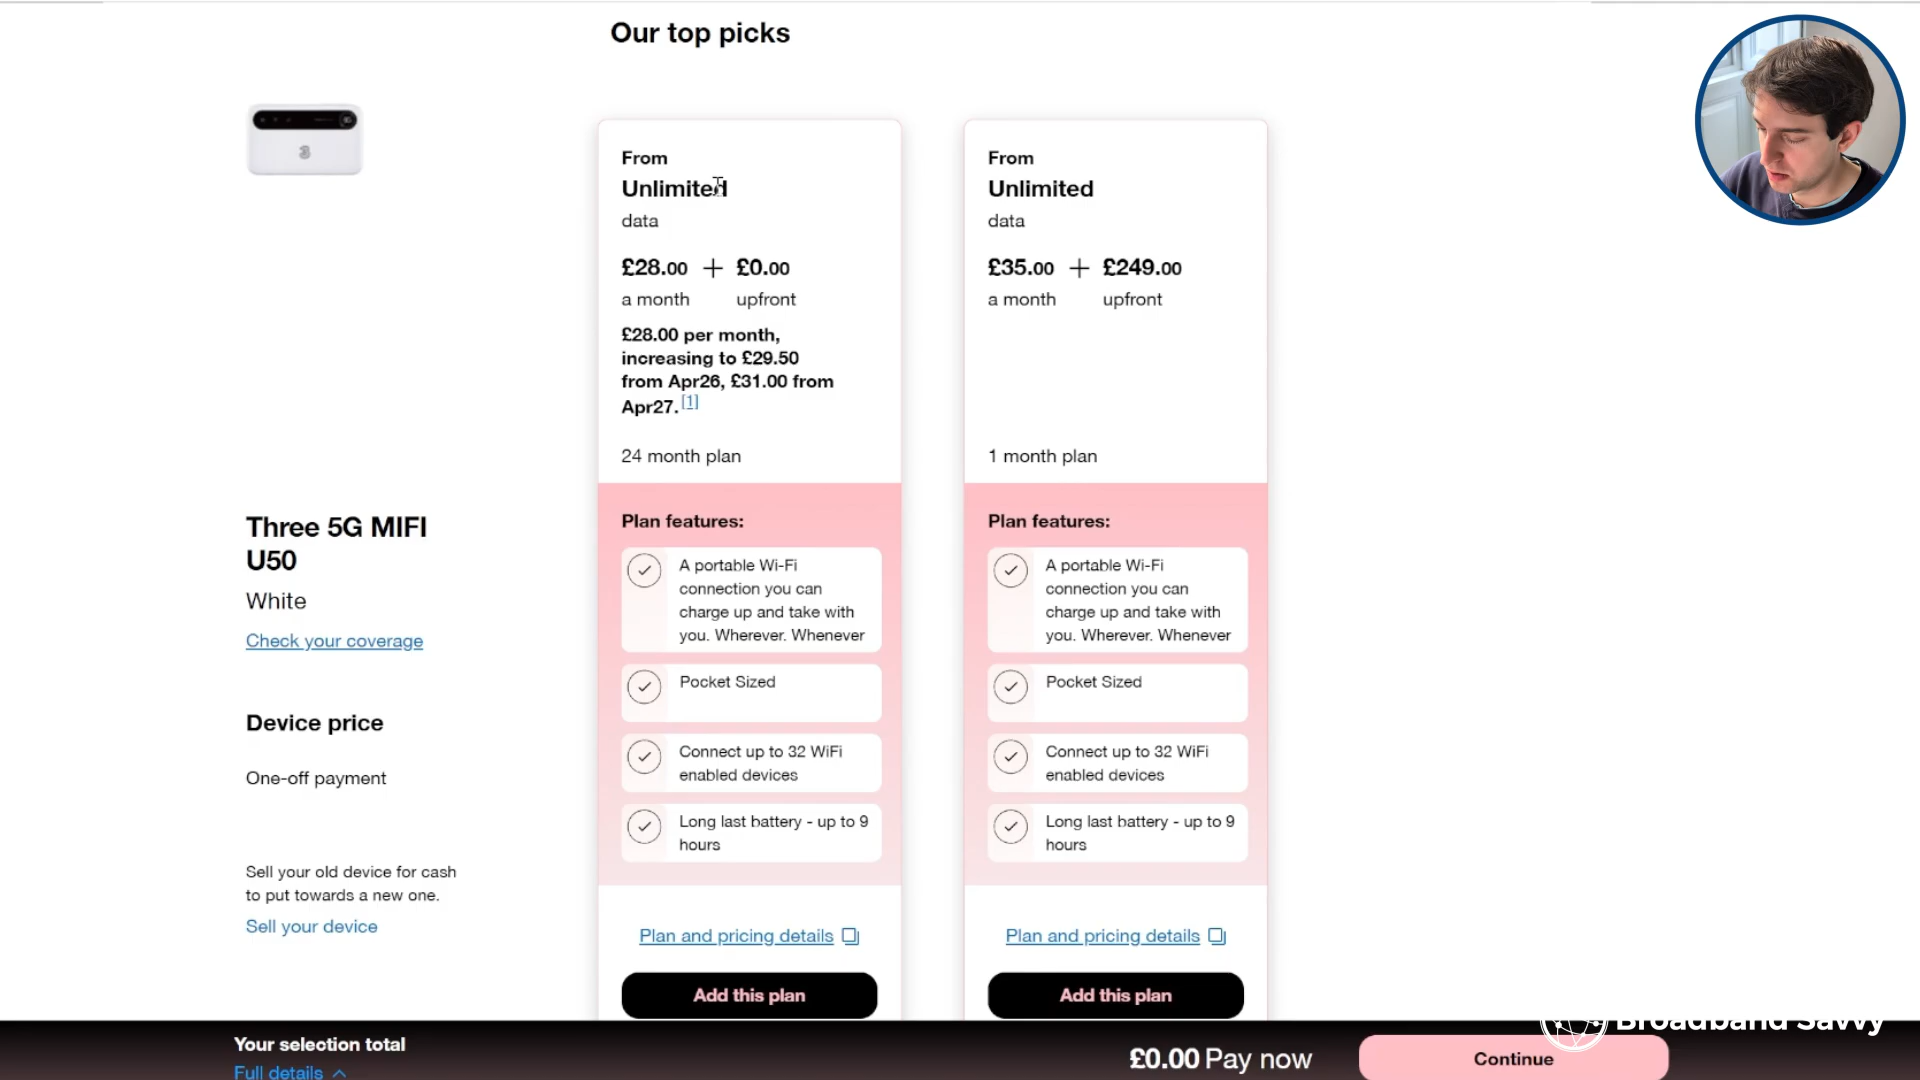 Our top picks
3
From
Unlimited
data
£28.00 + £0.00
a month upfront
£28.00 per month,
increasing to £29.50
from Apr26, £31.00 from
Apr27. [1]
24 month plan
Plan features:
A portable Wi-Fi
connection you can
charge up and take with
you. Wherever. Whenever
Pocket Sized
Connect up to 32 WiFi
enabled devices
Long last battery - up to 9
hours
Plan and pricing details
Add this plan
From
Unlimited
data
£35.00 + £249.00
a month upfront
1 month plan
Plan features:
A portable Wi-Fi
connection you can
charge up and take with
you. Wherever. Whenever
Pocket Sized
Connect up to 32 WiFi
enabled devices
Long last battery - up to 9
hours
Plan and pricing details
Add this plan
Three 5G MIFI
U50
White
Check your coverage
Device price
One-off payment
Sell your old device for cash
to put towards a new one.
Sell your device
Your selection total
Full details
£0.00 Pay now
Continue
Broadband Savvy